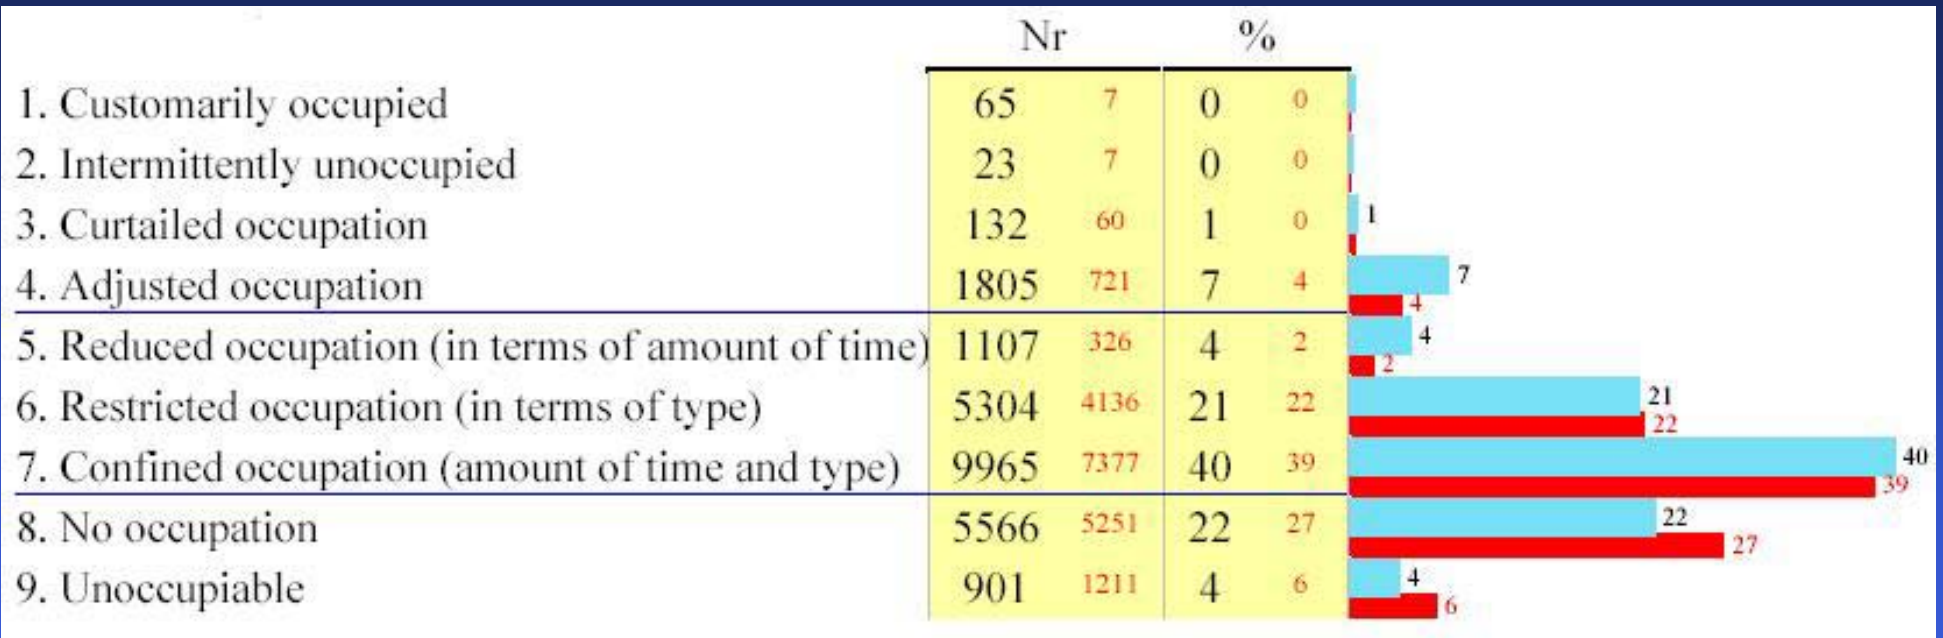 Nr %
1. Customarily occupied 65 7 0 0
2. Intermittently unoccupied 23 7 0 0
3. Curtailed occupation 132 60 1 0 1
4. Adjusted occupation 1805 721 7 4 7 4
5. Reduced occupation (in terms of amount of time) 1107 326 4 2 4 2
6. Restricted occupation (in terms of type) 5304 4136 21 22 21 22
7. Confined occupation (amount of time and type) 9965 7377 40 39 40 39
8. No occupation 5566 5251 22 27 22 27
9. Unoccupiable 901 1211 4 6 4 6